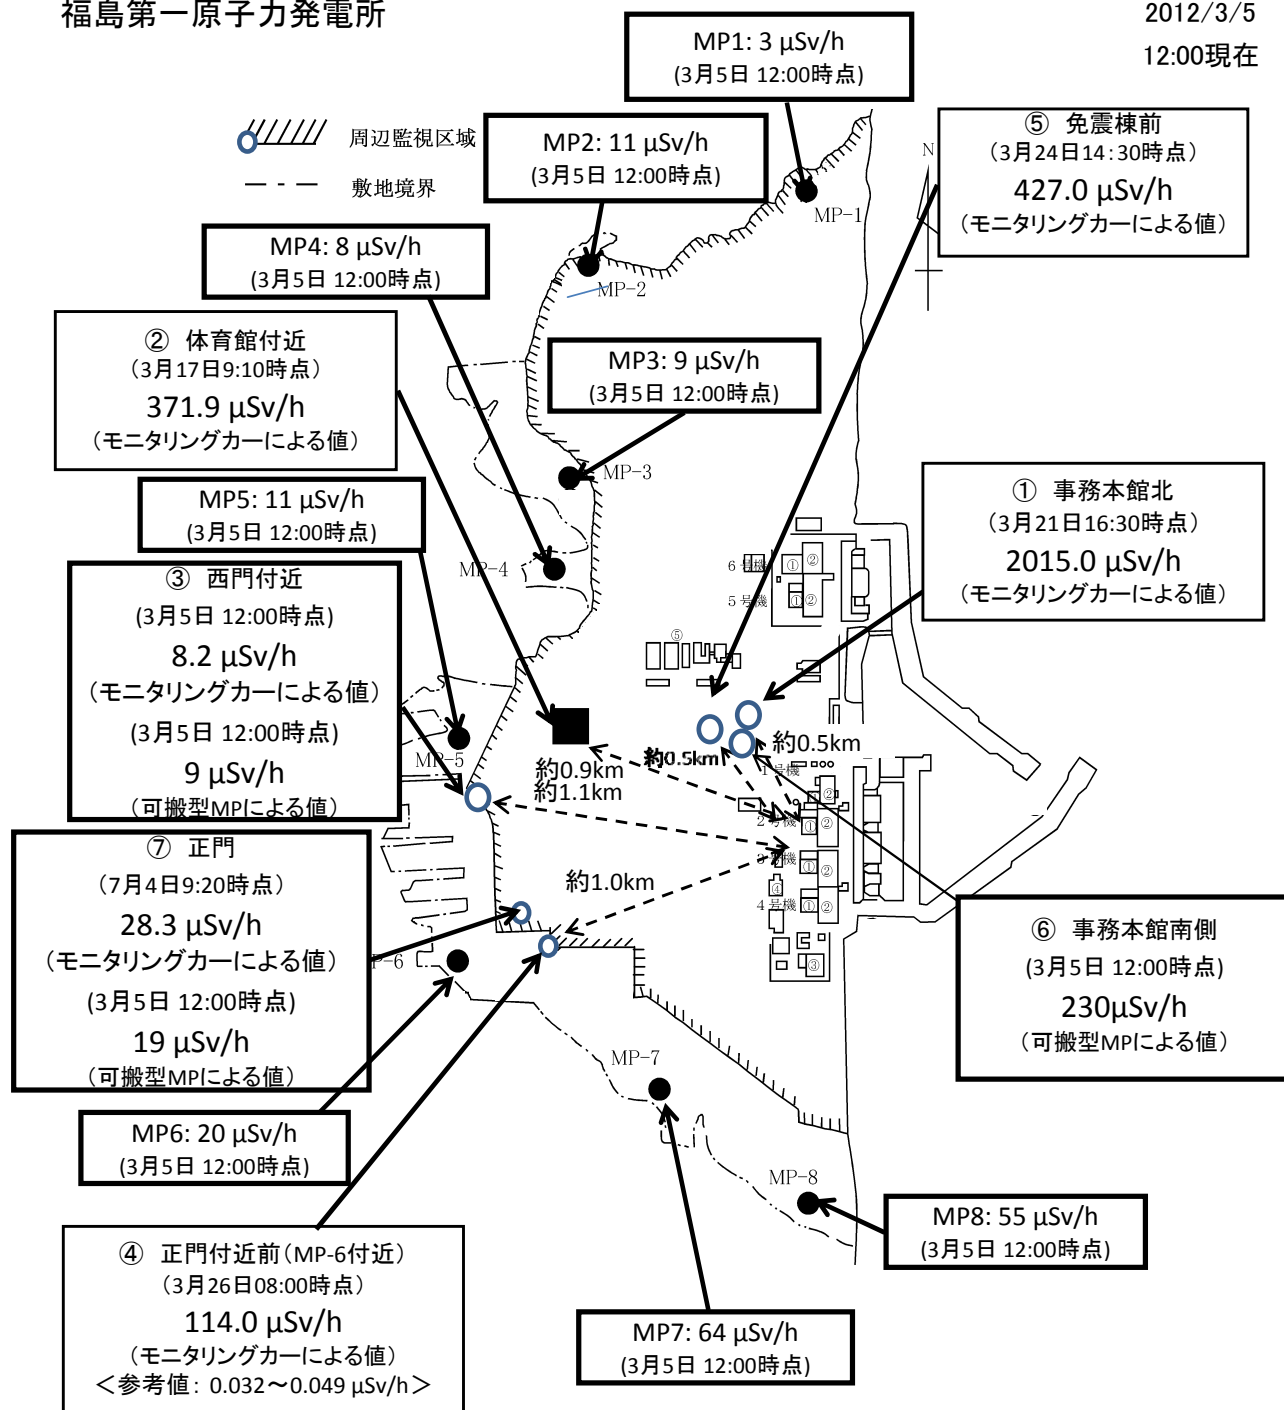 福島第一原子力発電所
2012/3/5
12:00現在
MP1: 3 μSv/h
(3月5日 12:00時点)
周辺監視区域
敷地境界
MP2: 11 μSv/h
(3月5日 12:00時点)
⑤ 免震棟前
(3月24日14:30時点)
427.0 μSv/h
(モニタリングカーによる値)
N
MP-1
MP4: 8 μSv/h
(3月5日 12:00時点)
MP-2
② 体育館付近
(3月17日9:10時点)
371.9 μSv/h
(モニタリングカーによる値)
MP3: 9 μSv/h
(3月5日 12:00時点)
MP-3
MP5: 11 μSv/h
(3月5日 12:00時点)
① 事務本館北
(3月21日16:30時点)
2015.0 μSv/h
(モニタリングカーによる値)
MP-4
6号機
①
②
5号機
①
②
③ 西門付近
(3月5日 12:00時点)
8.2 μSv/h
(モニタリングカーによる値)
(3月5日 12:00時点)
9 μSv/h
(可搬型MPによる値)
⑤
MP-5
約0.9km
約1.1km
約0.5km
約0.5km
1号機
②
2号機
①
②
3号機
①
②
④
4号機
①
②
③
約1.0km
⑦ 正門
(7月4日9:20時点)
28.3 μSv/h
(モニタリングカーによる値)
(3月5日 12:00時点)
19 μSv/h
(可搬型MPによる値)
P-6
⑥ 事務本館南側
(3月5日 12:00時点)
230μSv/h
(可搬型MPによる値)
MP-7
MP6: 20 μSv/h
(3月5日 12:00時点)
MP-8
MP8: 55 μSv/h
(3月5日 12:00時点)
④ 正門付近前(MP-6付近)
(3月26日08:00時点)
114.0 μSv/h
(モニタリングカーによる値)
<参考値: 0.032~0.049 μSv/h>
MP7: 64 μSv/h
(3月5日 12:00時点)